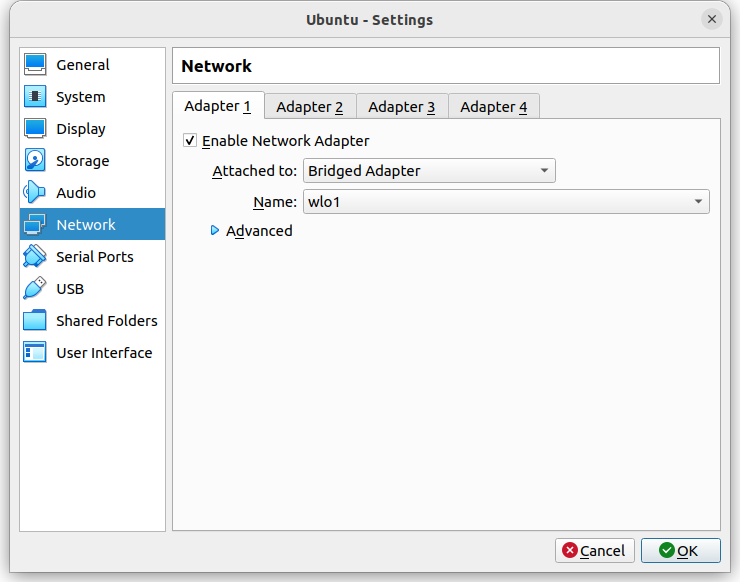 Ubuntu - Settings
General
System
Display
Storage
Audio
Network
Serial Ports
USB
Shared Folders
User Interface
Network
Adapter 1 Adapter 2 Adapter 3 Adapter 4
Enable Network Adapter
Attached to: Bridged Adapter
Name: wlo1
Advanced
Cancel OK